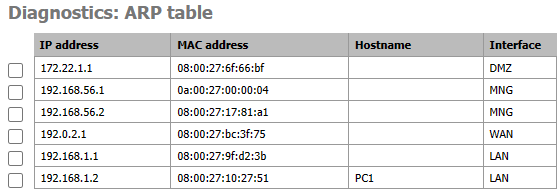 Diagnostics: ARP table
IP address MAC address Hostname Interface
172.22.1.1 08:00:27:6f:66:bf DMZ
192.168.56.1 0a:00:27:00:00:04 MNG
192.168.56.2 08:00:27:17:81:a1 MNG
192.0.2.1 08:00:27:bc:3f:75 WAN
192.168.1.1 08:00:27:9f:d2:3b LAN
192.168.1.2 08:00:27:10:27:51 PC1 LAN